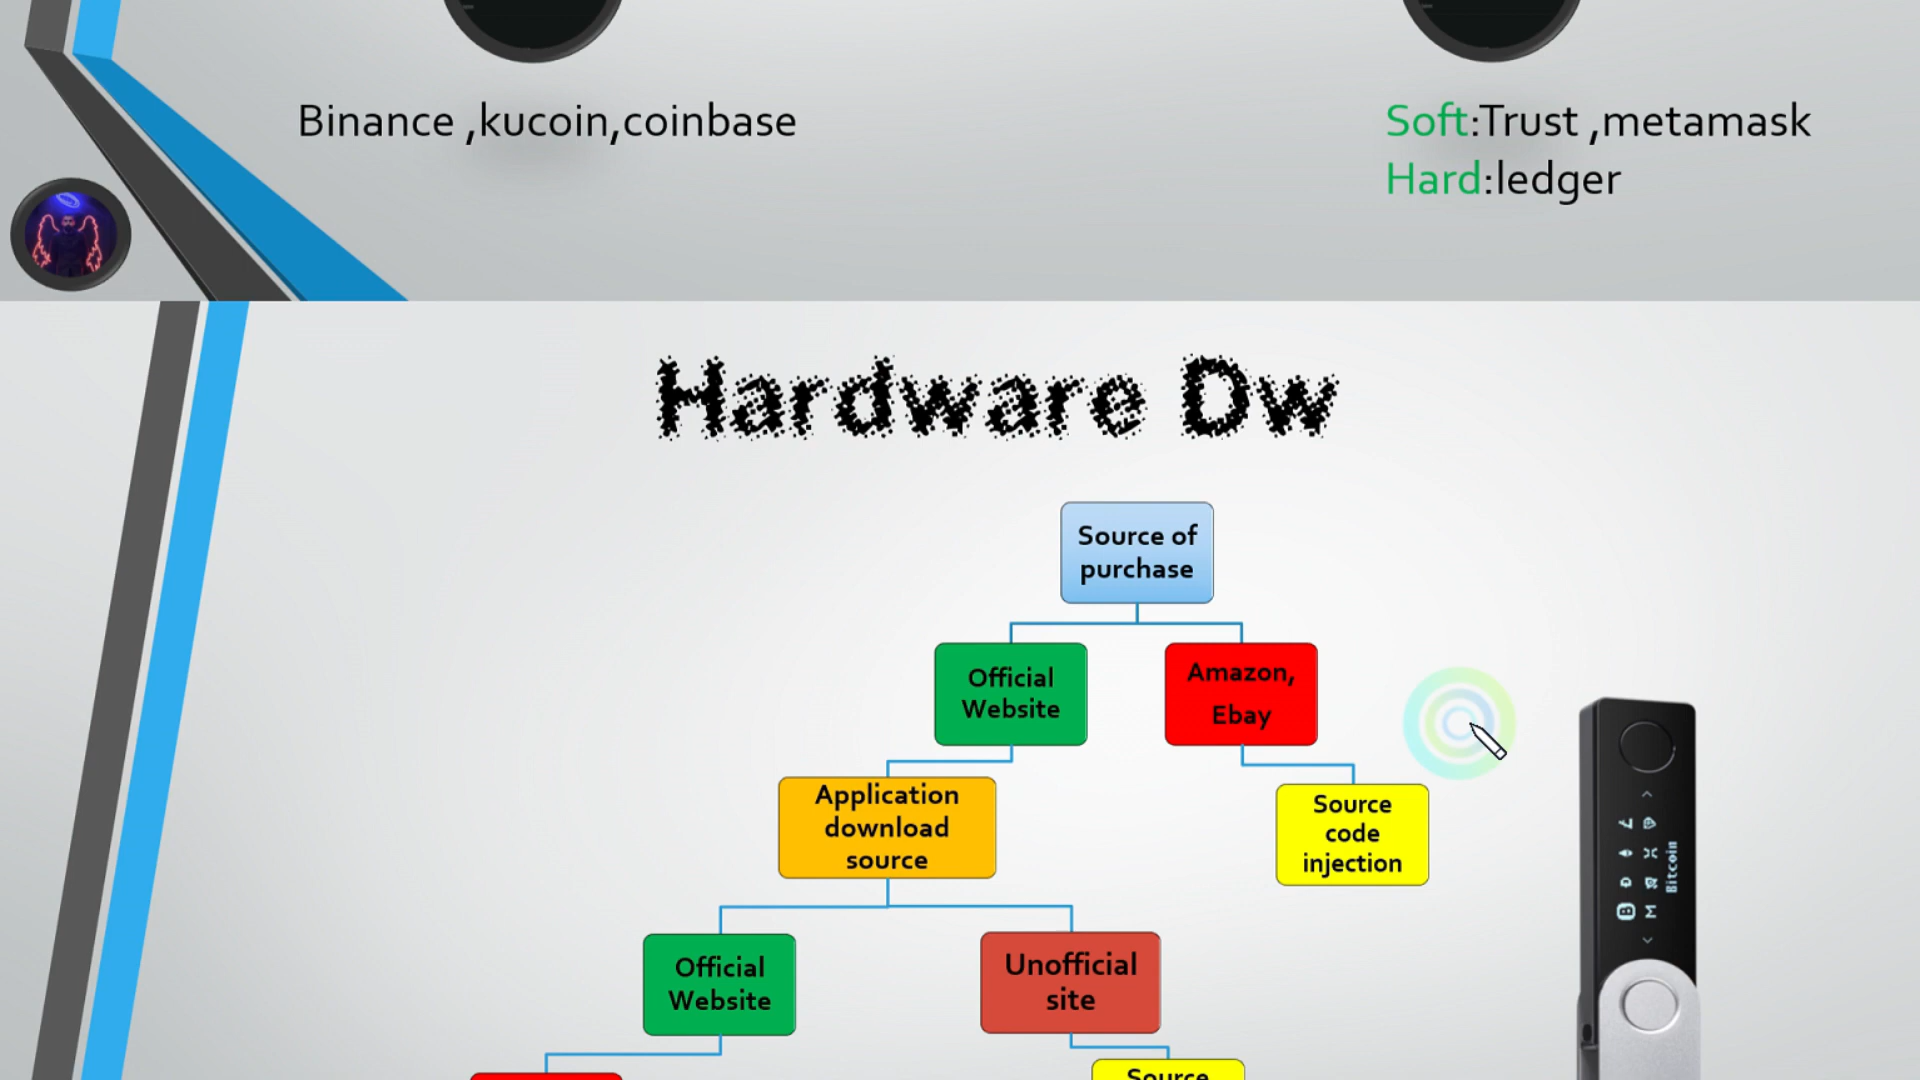 Binance ,kucoin,coinbase
Soft:Trust ,metamask
Hard:ledger
Hardware Dw
Source of
purchase
Official
Website
Amazon,
Ebay
Application
download
source
Source
code
injection
Bitcoin
Official
Website
Unofficial
site
Source